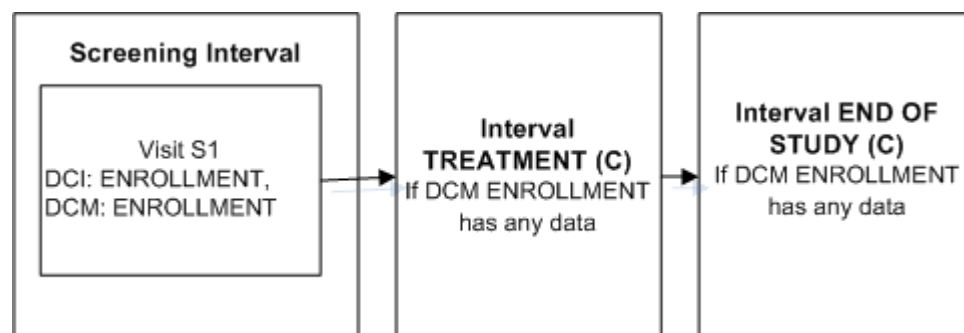 Screening Interval
Visit S1
DCI: ENROLLMENT,
DCM: ENROLLMENT
Interval
TREATMENT (C)
If DCM ENROLLMENT
has any data
Interval END OF
STUDY (C)
If DCM ENROLLMENT
has any data